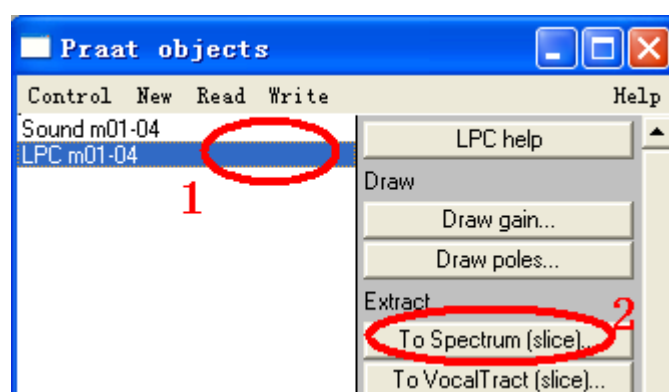 Praat objects
Control New Read Write Help
Sound m01-04
LPC m01-04
1
LPC help
Draw
Draw gain...
Draw poles...
Extract
2
To Spectrum (slice)...
To VocalTract (slice)...